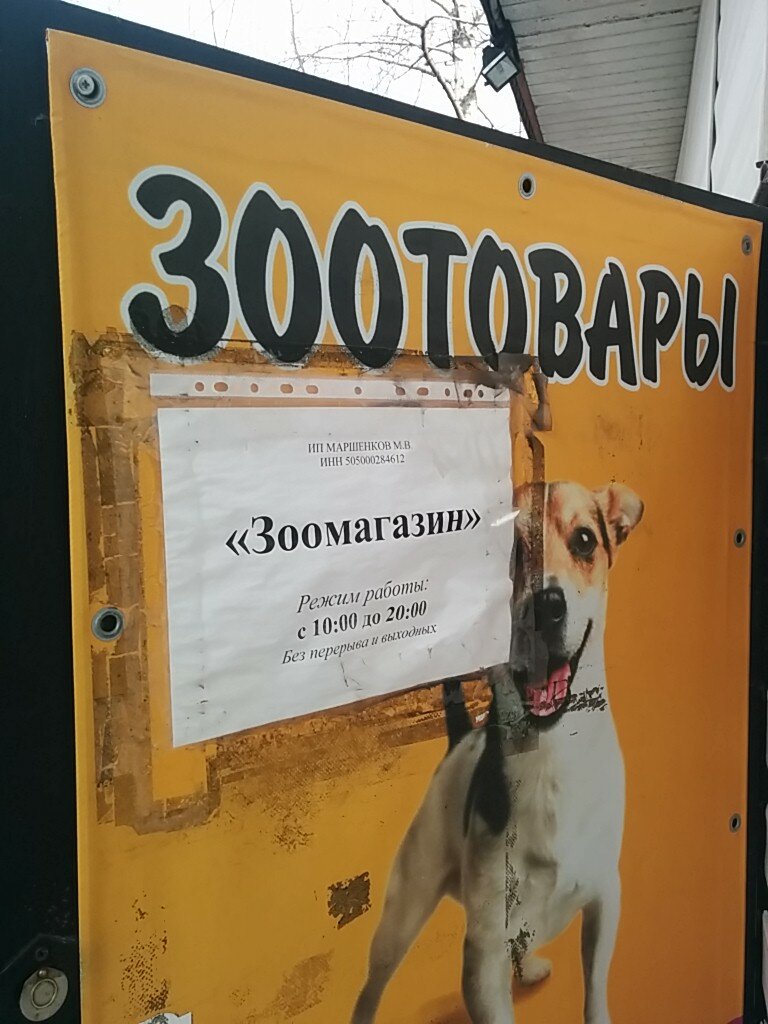 ЗООТОВАРЫ
ИП МАРШЕНКОВ М.В.
ИНН 505000284612
«Зоомагазин»
Режим работы:
с 10:00 до 20:00
Без перерыва и выходных